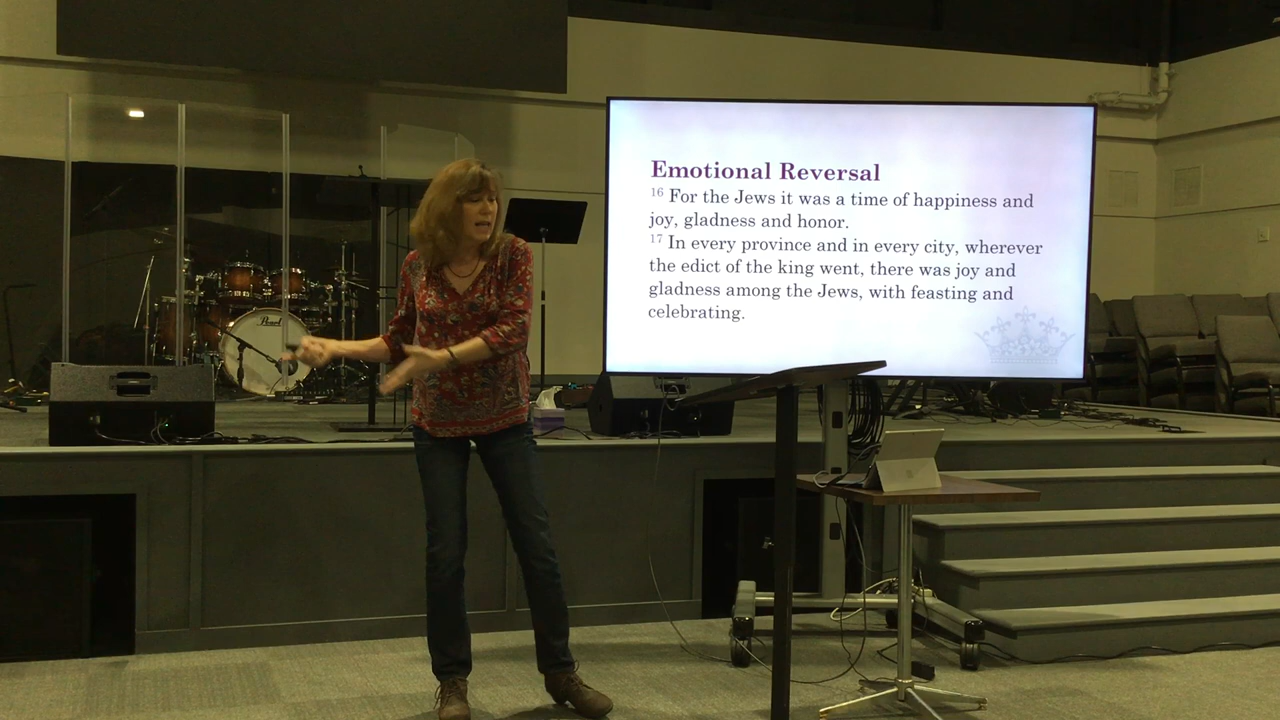 Emotional Reversal
16 For the Jews it was a time of happiness and
joy, gladness and honor.
17 In every province and in every city, wherever
the edict of the king went, there was joy and
gladness among the Jews, with feasting and
celebrating.
Pearl